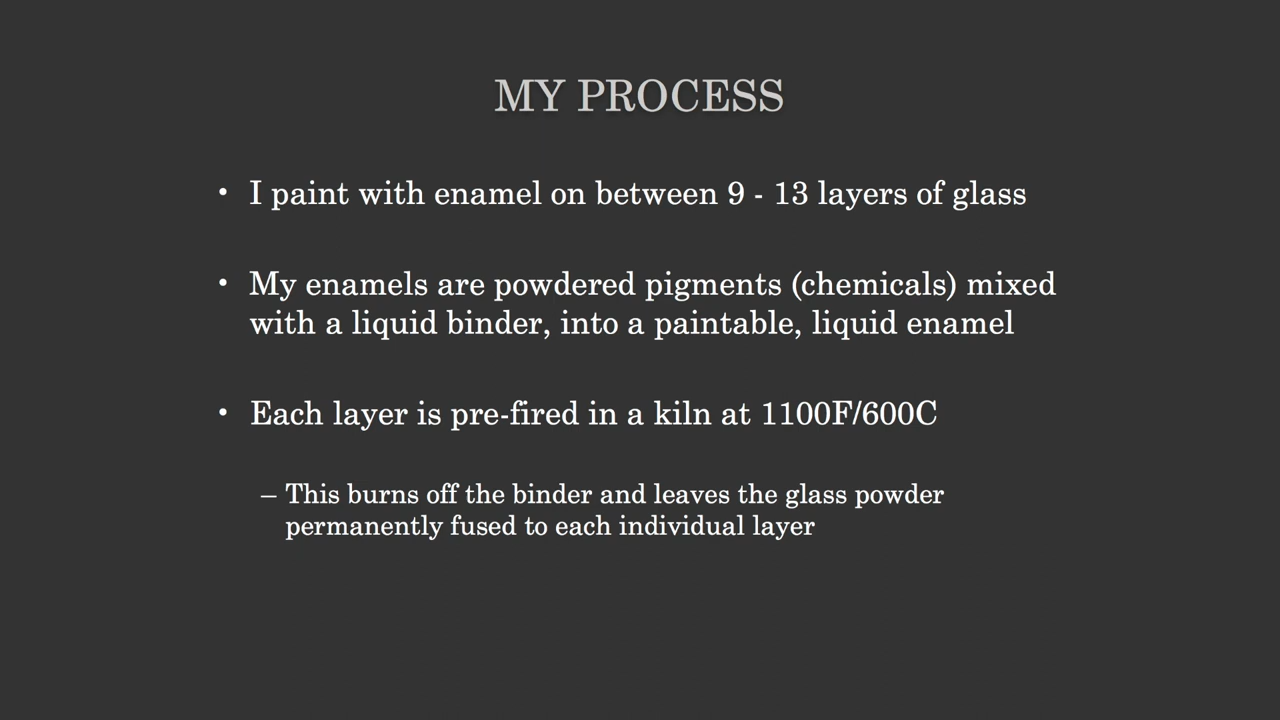 MY PROCESS
• I paint with enamel on between 9 - 13 layers of glass
• My enamels are powdered pigments (chemicals) mixed
with a liquid binder, into a paintable, liquid enamel
• Each layer is pre-fired in a kiln at 1100F/600C
– This burns off the binder and leaves the glass powder
permanently fused to each individual layer